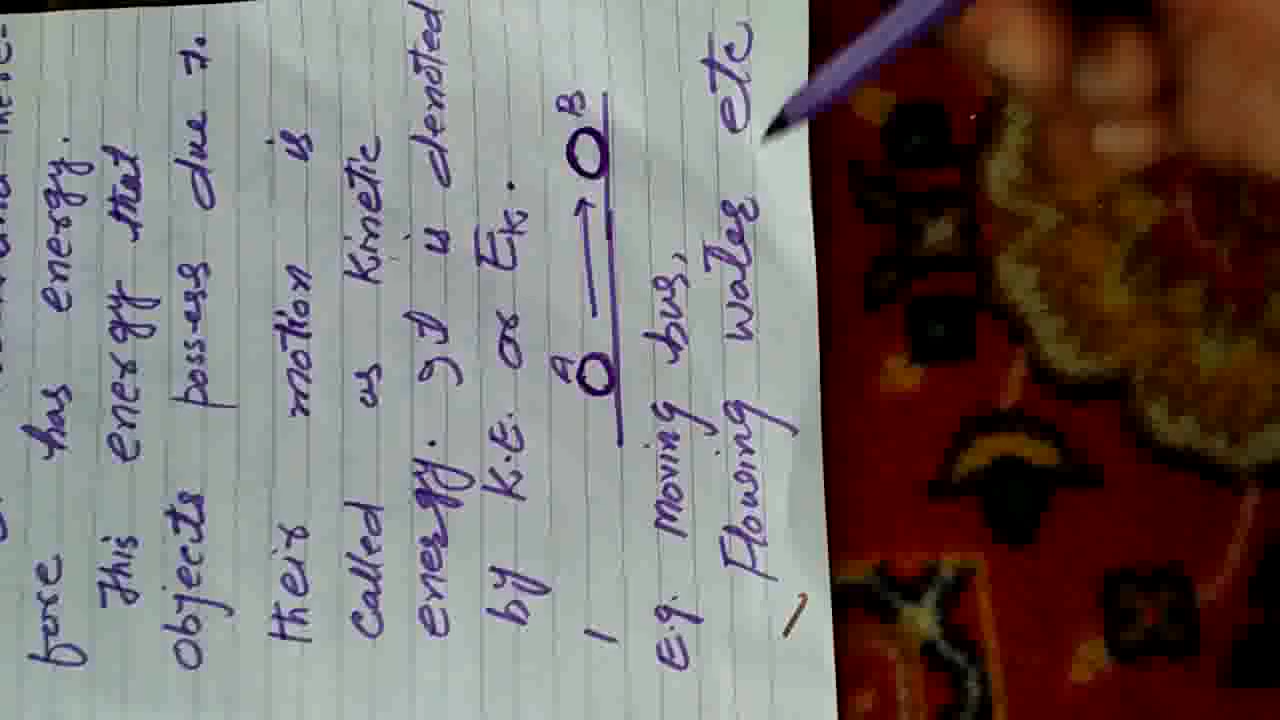 fore has energy.
This energy that
objects possess due to
their motion is
called as kinetic
energy. It is denoted
by K.E. or EK.
A B
E.g. Moving bus,
Flowing water etc